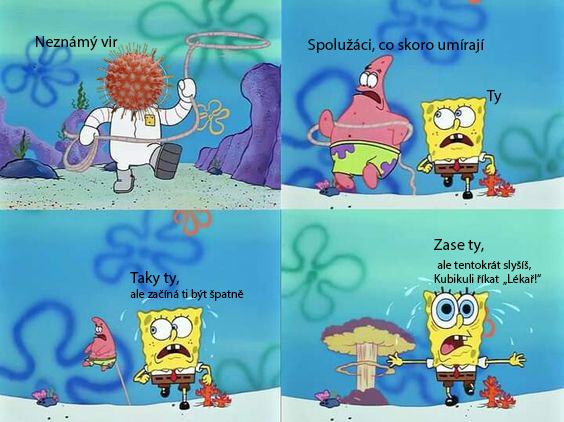 Neznámý vir
Spolužáci, co skoro umírají
Ty
Taky ty,
ale začíná ti být špatně
Zase ty,
ale tentokrát slyšíš,
Kubikuli říkat „Lékař!“